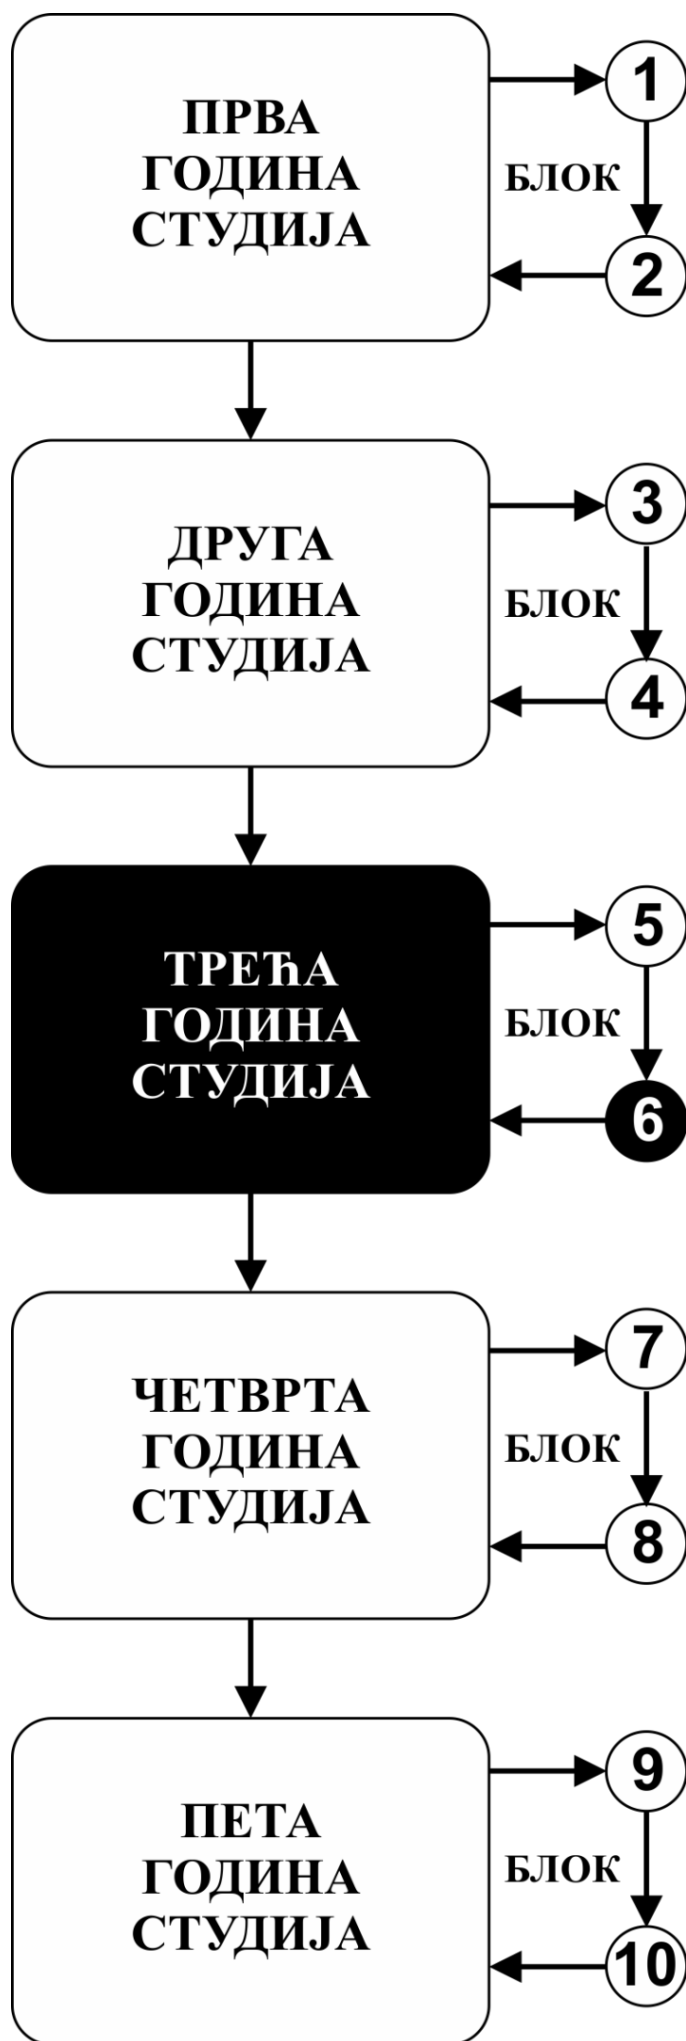 ПРВА
ГОДИНА
СТУДИЈА
1
БЛОК
2
ДРУГА
ГОДИНА
СТУДИЈА
3
БЛОК
4
ТРЕЋА
ГОДИНА
СТУДИЈА
5
БЛОК
6
ЧЕТВРТА
ГОДИНА
СТУДИЈА
7
БЛОК
8
ПЕТА
ГОДИНА
СТУДИЈА
9
БЛОК
10